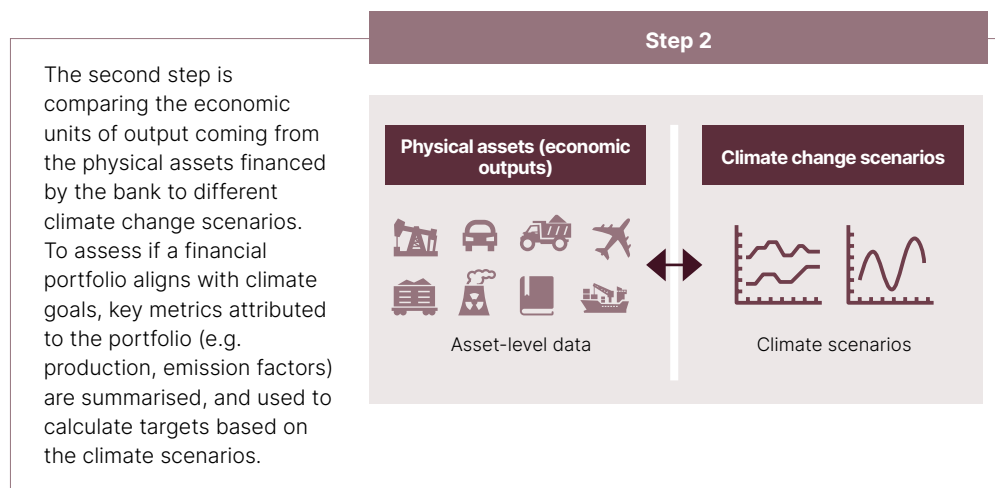 Step 2
The second step is
comparing the economic
units of output coming from
the physical assets financed
by the bank to different
climate change scenarios.
To assess if a financial
portfolio aligns with climate
goals, key metrics attributed
to the portfolio (e.g.
production, emission factors)
are summarised, and used to
calculate targets based on
the climate scenarios.
Physical assets (economic
outputs)
Climate change scenarios
Asset-level data
Climate scenarios